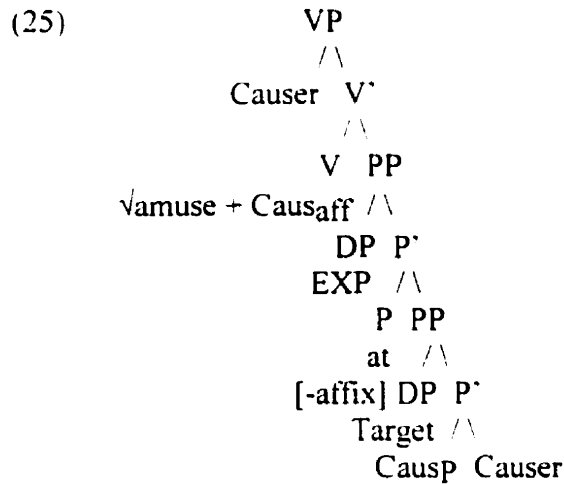 (25) VP
/\
Causer V'
/\
V PP
√amuse + Causaff /\
DP P'
EXP /\
P PP
at /\
[-affix] DP P'
Target /\
CausP Causer